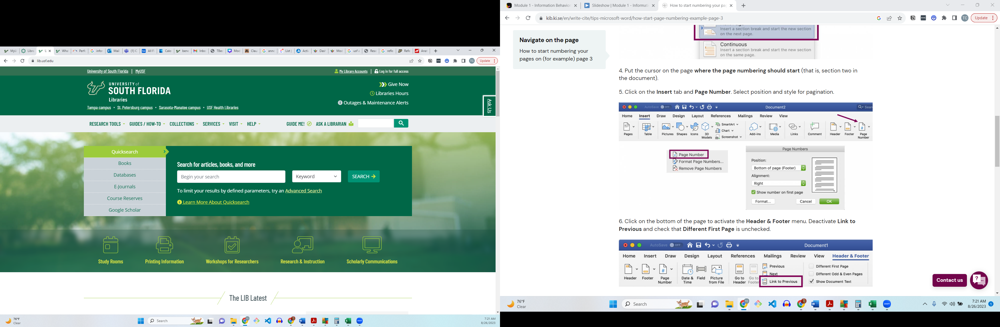 MyU
Libra
U
Wha
Perfo
infor
Mail
(1) C
All Fi
Cale
bene
Inbo
TBec
Mod
Clau
anno
List |
Activ
Dash
Mod
usf a
Reso
refle
Refe
Anat
lib.usf.edu
TC
Update
University of South Florida | MyUSF
My Library Accounts | Log in for full access
UNIVERSITY of
SOUTH FLORIDA
Libraries
Give Now
Libraries Hours
Outages & Maintenance Alerts
Tampa campus • St. Petersburg campus • Sarasota-Manatee campus • USF Health Libraries
Ask Us
RESEARCH TOOLS GUIDES / HOW-TO COLLECTIONS SERVICES VISIT HELP GUIDE ME! ASK A LIBRARIAN
Quicksearch
Books
Databases
E-Journals
Course Reserves
Google Scholar
Search for articles, books, and more
Begin your search Keyword SEARCH
To limit your results by defined parameters, try an Advanced Search
Learn More About Quicksearch
Study Rooms Printing Information Workshops for Researchers Research & Instruction Scholarly Communications
The LIB Latest
76°F
Clear
Search
7:21 AM
8/26/2023
Module 1 - Information Behavior
Slideshow | Module 1 - Informati
How to start numbering your pa
kib.ki.se/en/write-cite/tips-microsoft-word/how-start-page-numbering-example-page-3
TC
Update
Navigate on the page
How to start numbering your
pages on (for example) page 3
Insert a section break and start the new section
on the next page.
Continuous
Insert a section break and start the new section
on the same page.
4. Put the cursor on the page where the page numbering should start (that is, section two in
the document).
5. Click on the Insert tab and Page Number. Select position and style for pagination.
AutoSave OFF Document2 Sear
Home Insert Draw Design Layout References Mailings Review View
Pages Table Pictures Shapes Icons 3D Models SmartArt Chart Screenshot Add-ins Media Links Comment Header Footer Page Number
Page Number
Format Page Numbers...
Remove Page Numbers
Page Numbers
Position:
Bottom of page (Footer)
Alignment:
Right
Show number on first page
Format... Cancel OK
6. Click on the bottom of the page to activate the Header & Footer menu. Deactivate Link to
Previous and check that Different First Page is unchecked.
AutoSave OFF Document1
Home Insert Draw Design Layout References Mailings Review View Header & Footer
Header Footer Page Number Date & Time Field Picture from File Go to Header Go to Footer
Previous
Next
Link to Previous
Different First Page
Different Odd & Even Pages
Show Document Text
Contact us
76°F
Clear
Search
zoom
7:21 AM
8/26/2023
1